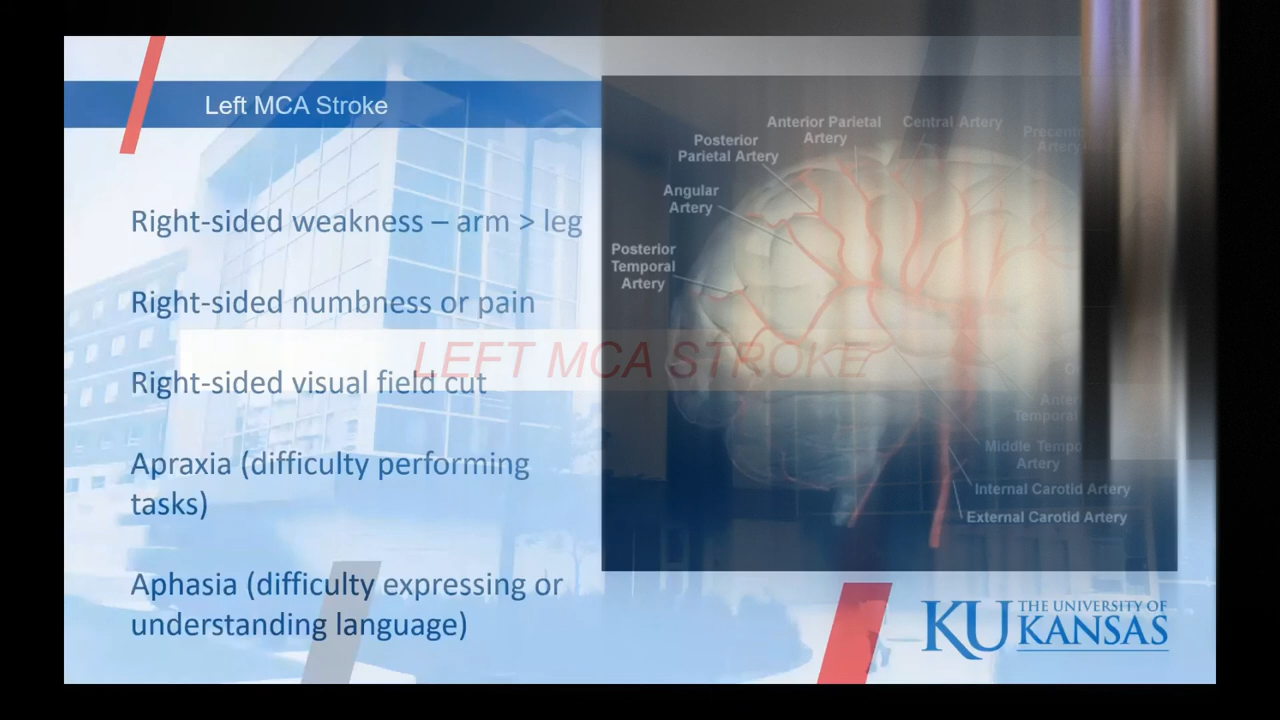 Left MCA Stroke
Right-sided weakness – arm > leg
Right-sided numbness or pain
Right-sided visual field cut
Apraxia (difficulty performing
tasks)
Aphasia (difficulty expressing or
understanding language)
LEFT MCA STROKE
Anterior Parietal
Artery
Central Artery
Posterior
Parietal Artery
Angular
Artery
Posterior
Temporal
Artery
Artery
Middle
Artery
Internal Carotid Artery
External Carotid Artery
KU THE UNIVERSITY OF
KANSAS